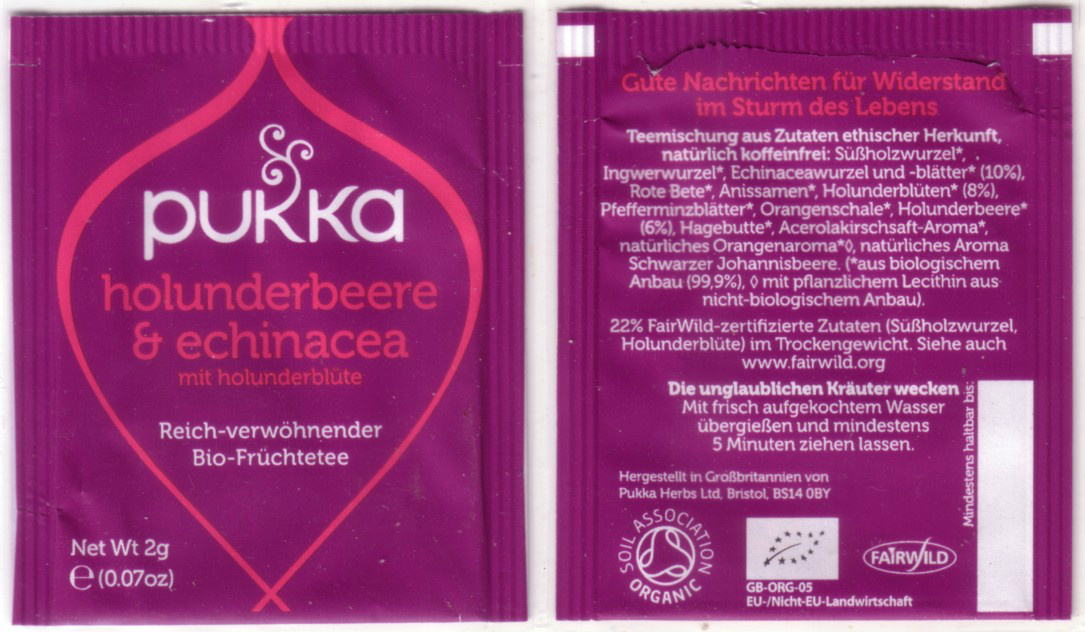 pukka
holunderbeere
& echinacea
mit holunderblüte
Reich-verwöhnender
Bio-Früchtetee
Net Wt 2g
℮ (0.07oz)
Gute Nachrichten für Widerstand
im Sturm des Lebens
Teemischung aus Zutaten ethischer Herkunft,
natürlich koffeinfrei: Süßholzwurzel*,
Ingwerwurzel*, Echinaceawurzel und -blätter* (10%),
Rote Bete*, Anissamen*, Holunderblüten* (8%),
Pfefferminzblätter*, Orangenschale*, Holunderbeere*
(6%), Hagebutte*, Acerolakirschsaft-Aroma*,
natürliches Orangenaroma*◊, natürliches Aroma
Schwarzer Johannisbeere. (*aus biologischem
Anbau (99,9%), ◊ mit pflanzlichem Lecithin aus
nicht-biologischem Anbau).
22% FairWild-zertifizierte Zutaten (Süßholzwurzel,
Holunderblüte) im Trockengewicht. Siehe auch
www.fairwild.org
Die unglaublichen Kräuter wecken
Mit frisch aufgekochtem Wasser
übergießen und mindestens
5 Minuten ziehen lassen.
Mindestens haltbar bis:
Hergestellt in Großbritannien von
Pukka Herbs Ltd, Bristol, BS14 0BY
SOIL ASSOCIATION
ORGANIC
GB-ORG-05
EU-/Nicht-EU-Landwirtschaft
FAIRWILD